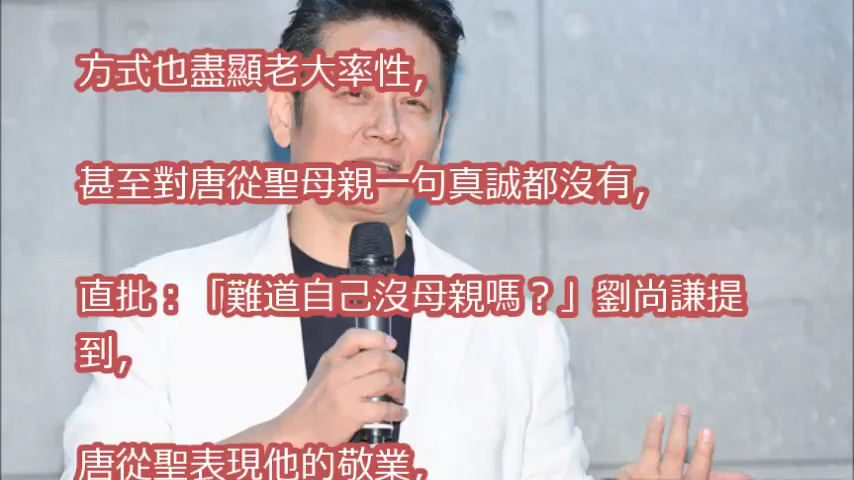 方式也盡顯老大率性，
甚至對唐從聖母親一句真誠都沒有，
直批：「難道自己沒母親嗎？」劉尚謙提
到，
唐從聖表現他的敬業，